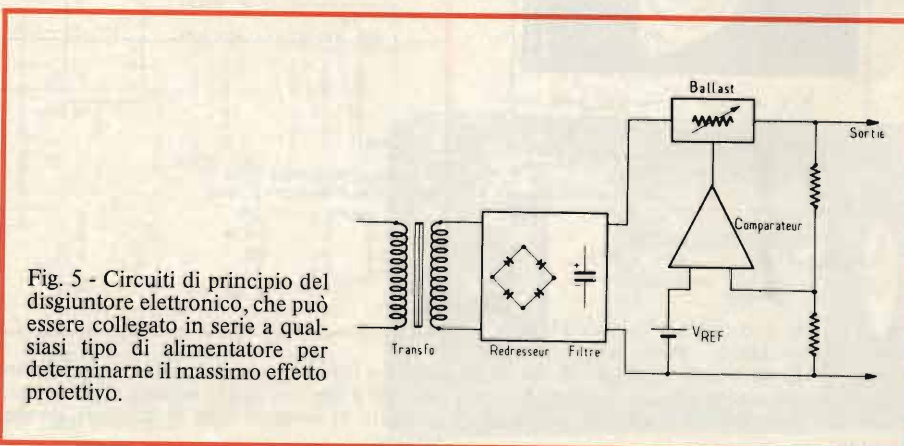 Fig. 5 - Circuiti di principio del
disgiuntore elettronico, che può
essere collegato in serie a qual-
siasi tipo di alimentatore per
determinarne il massimo effetto
protettivo.
Ballast
Sortie
Comparateur
+
-
VREF
Transfo
Redresseur
Filtre